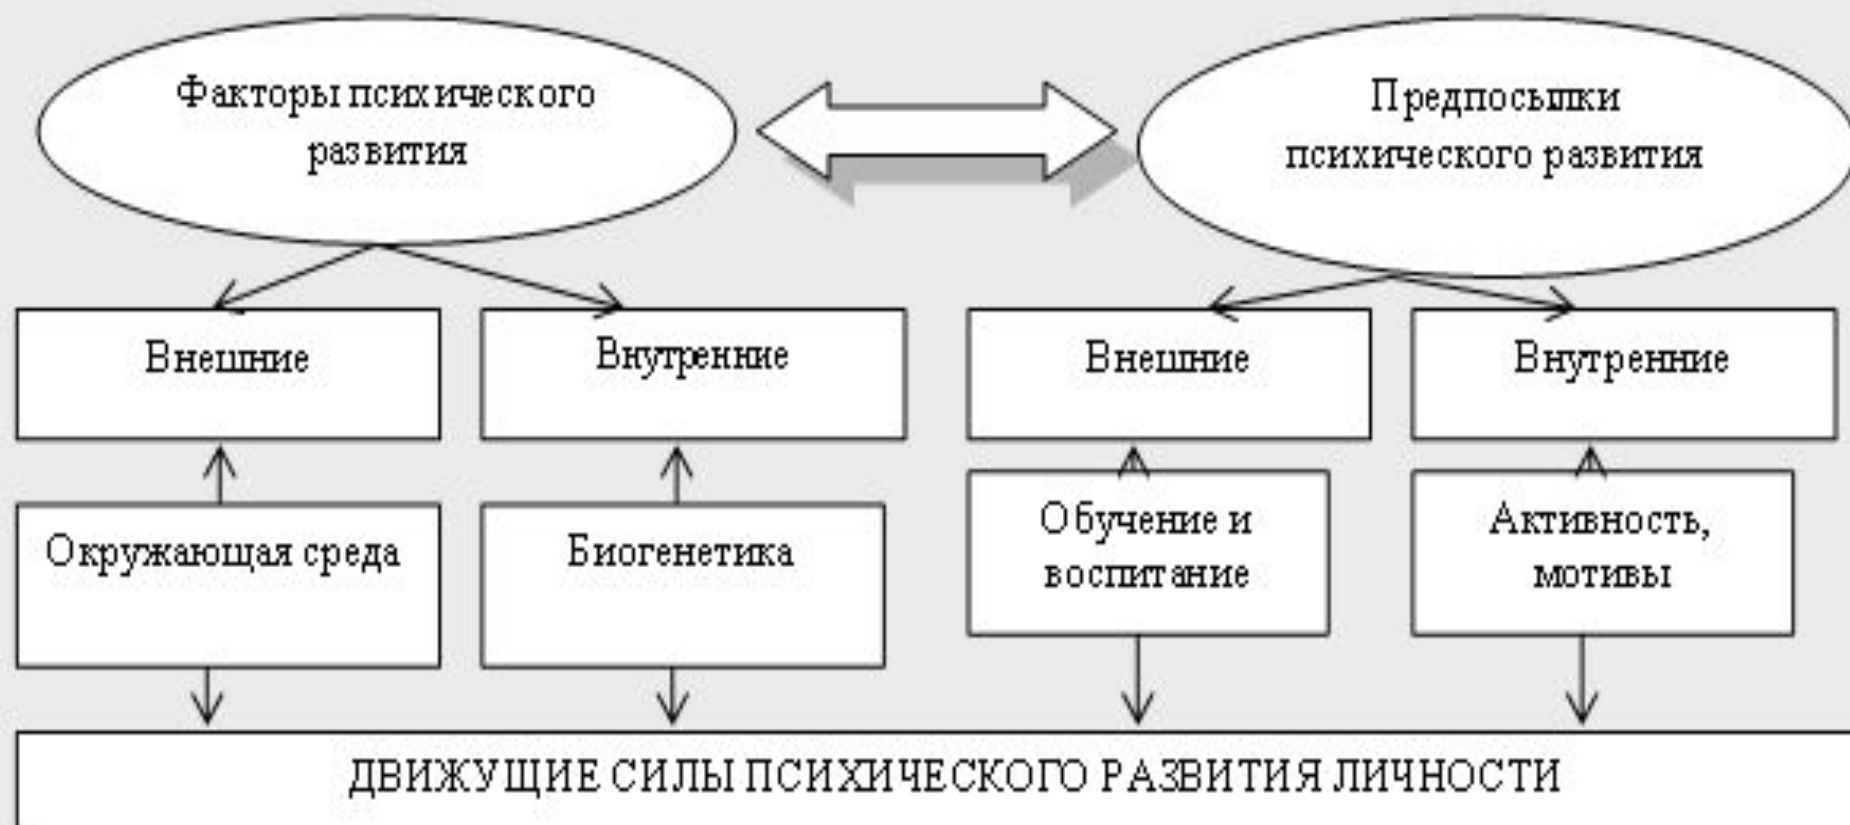 Факторы психического
развития
Предпосылки
психического развития
Внешние
Внутренние
Внешние
Внутренние
Окружающая среда
Биогенетика
Обучение и
воспитание
Активность,
мотивы
ДВИЖУЩИЕ СИЛЫ ПСИХИЧЕСКОГО РАЗВИТИЯ ЛИЧНОСТИ